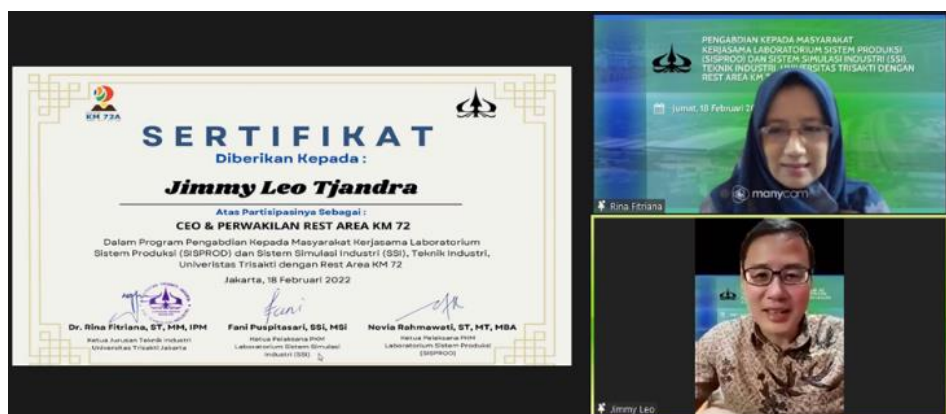 KM 72A
SERTIFIKAT
Diberikan Kepada :
Jimmy Leo Tjandra
Atas Partisipasinya Sebagai :
CEO & PERWAKILAN REST AREA KM 72
Dalam Program Pengabdian Kepada Masyarakat Kerjasama Laboratorium
Sistem Produksi (SISPROD) dan Sistem Simulasi Industri (SSI), Teknik Industri,
Univeristas Trisakti dengan Rest Area KM 72
Jakarta, 18 Februari 2022
Dr. Rina Fitriana, ST, MM, IPM
Ketua Jurusan Teknik Industri
Universitas Trisakti Jakarta
Fani Puspitasari, SSi, MSi
Ketua Pelaksana PKM
Laboratorium Sistem Simulasi
Industri (SSI)
Novia Rahmawati, ST, MT, MBA
Ketua Pelaksana PKM
Laboratorium Sistem Produksi
(SISPROD)
PENGABDIAN KEPADA MASYARAKAT
KERJASAMA LABORATORIUM SISTEM PRODUKSI
(SISPROD) DAN SISTEM SIMULASI INDUSTRI (SSI),
TEKNIK INDUSTRI, UNIVERSITAS TRISAKTI DENGAN
REST AREA KM
Jumat, 18 Februari
manycam
Rina Fitriana
Jimmy Leo